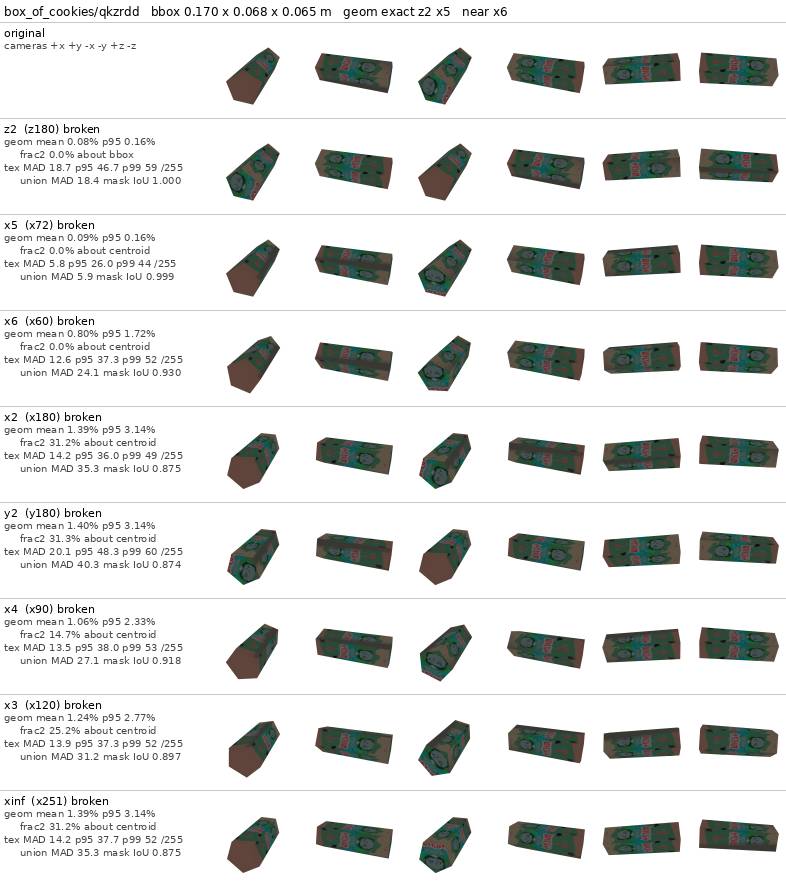 box_of_cookies/qkzrdd   bbox 0.170 x 0.068 x 0.065 m   geom exact z2 x5   near x6
original
cameras +x +y -x -y +z -z
z2  (z180) broken
geom mean 0.08% p95 0.16%
frac2 0.0% about bbox
tex MAD 18.7 p95 46.7 p99 59 /255
union MAD 18.4 mask IoU 1.000
x5  (x72) broken
geom mean 0.09% p95 0.16%
frac2 0.0% about centroid
tex MAD 5.8 p95 26.0 p99 44 /255
union MAD 5.9 mask IoU 0.999
x6  (x60) broken
geom mean 0.80% p95 1.72%
frac2 0.0% about centroid
tex MAD 12.6 p95 37.3 p99 52 /255
union MAD 24.1 mask IoU 0.930
x2  (x180) broken
geom mean 1.39% p95 3.14%
frac2 31.2% about centroid
tex MAD 14.2 p95 36.0 p99 49 /255
union MAD 35.3 mask IoU 0.875
y2  (y180) broken
geom mean 1.40% p95 3.14%
frac2 31.3% about centroid
tex MAD 20.1 p95 48.3 p99 60 /255
union MAD 40.3 mask IoU 0.874
x4  (x90) broken
geom mean 1.06% p95 2.33%
frac2 14.7% about centroid
tex MAD 13.5 p95 38.0 p99 53 /255
union MAD 27.1 mask IoU 0.918
x3  (x120) broken
geom mean 1.24% p95 2.77%
frac2 25.2% about centroid
tex MAD 13.9 p95 37.3 p99 52 /255
union MAD 31.2 mask IoU 0.897
xinf  (x251) broken
geom mean 1.39% p95 3.14%
frac2 31.2% about centroid
tex MAD 14.2 p95 37.7 p99 52 /255
union MAD 35.3 mask IoU 0.875